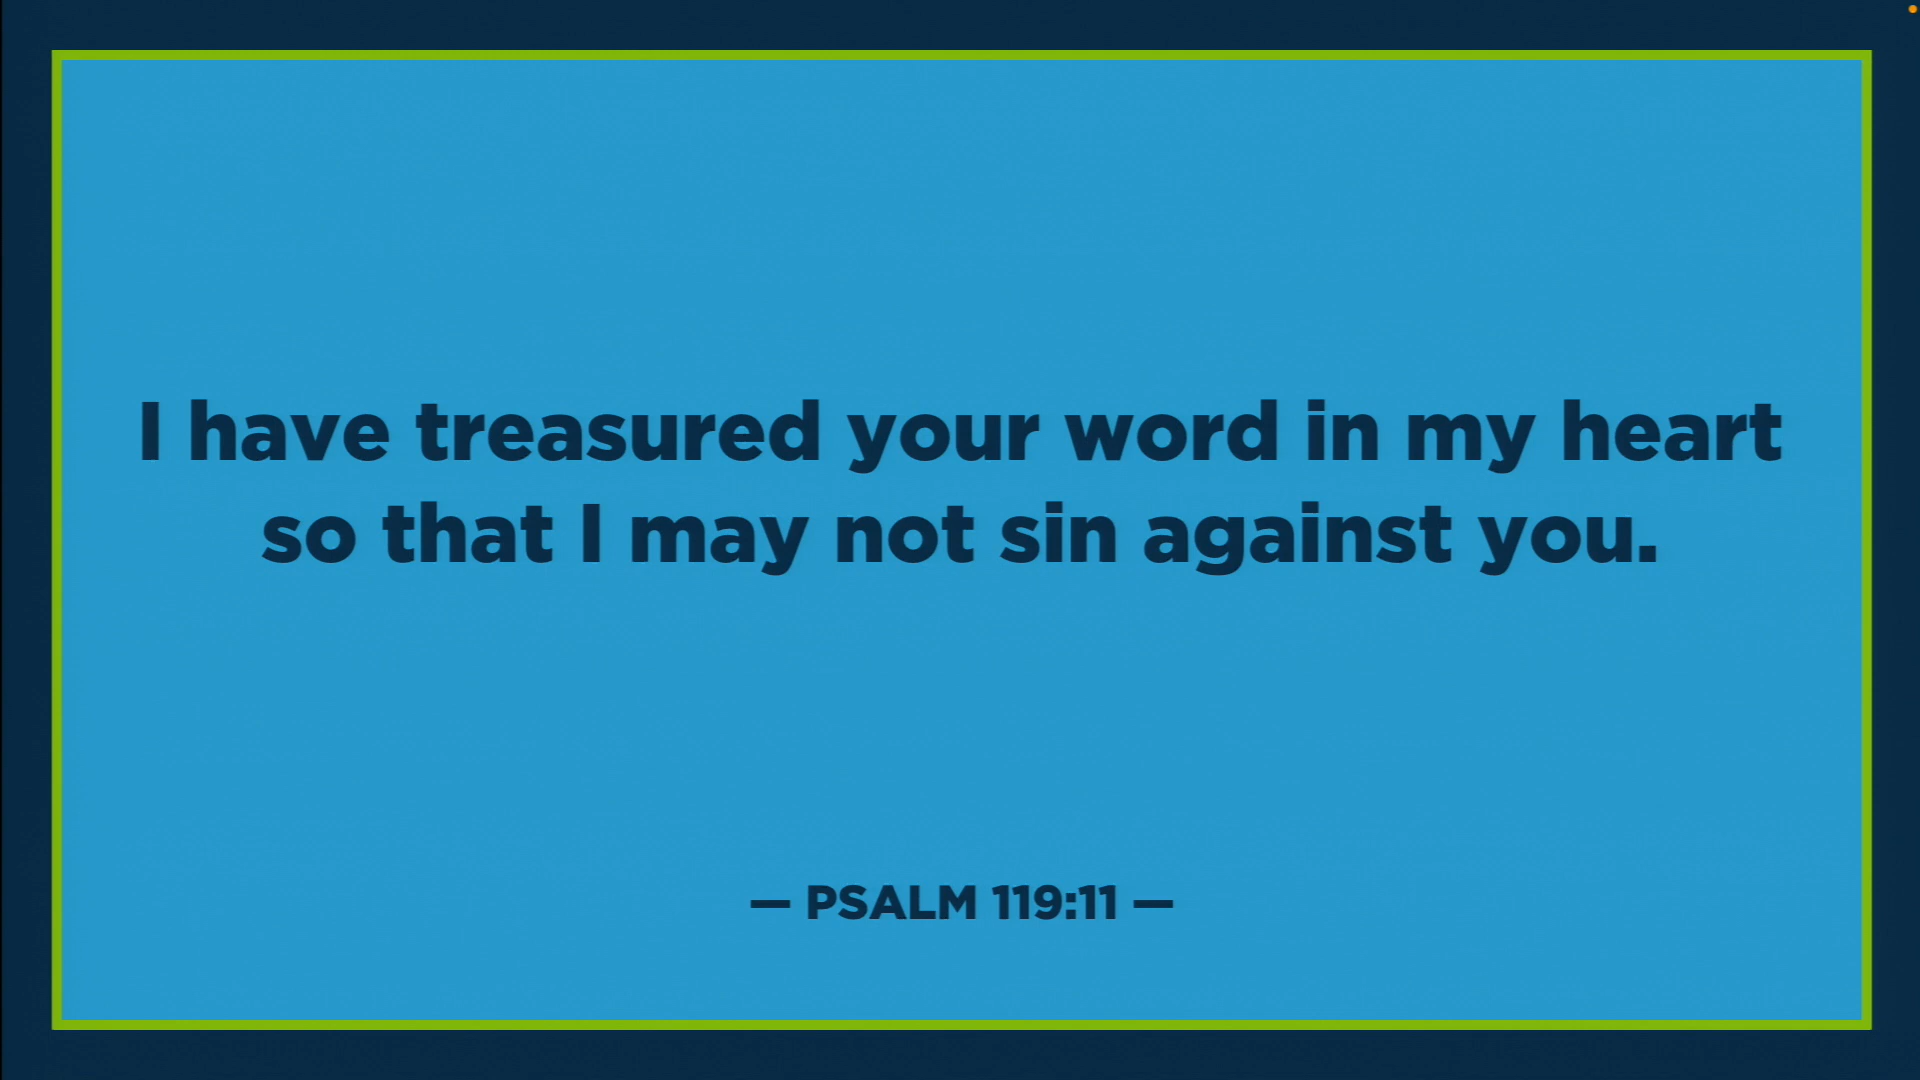 I have treasured your word in my heart
so that I may not sin against you.
— PSALM 119:11 —